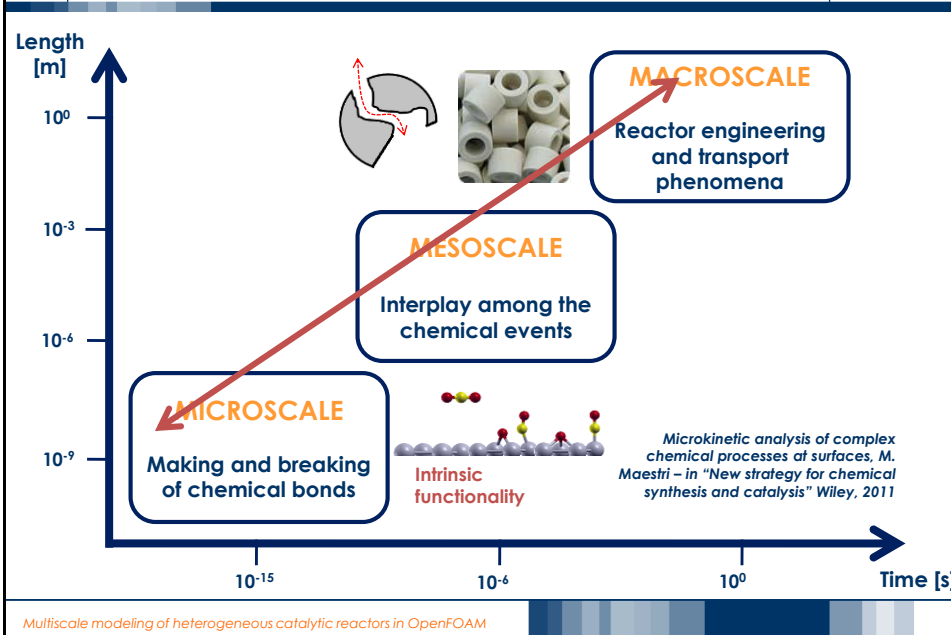 Length
[m]
10⁰
10⁻³
10⁻⁶
10⁻⁹
MACROSCALE
Reactor engineering
and transport
phenomena
MESOSCALE
Interplay among the
chemical events
MICROSCALE
Making and breaking
of chemical bonds
Intrinsic
functionality
Microkinetic analysis of complex
chemical processes at surfaces, M.
Maestri – in “New strategy for chemical
synthesis and catalysis” Wiley, 2011
10⁻¹⁵
10⁻⁶
10⁰
Time [s]
Multiscale modeling of heterogeneous catalytic reactors in OpenFOAM